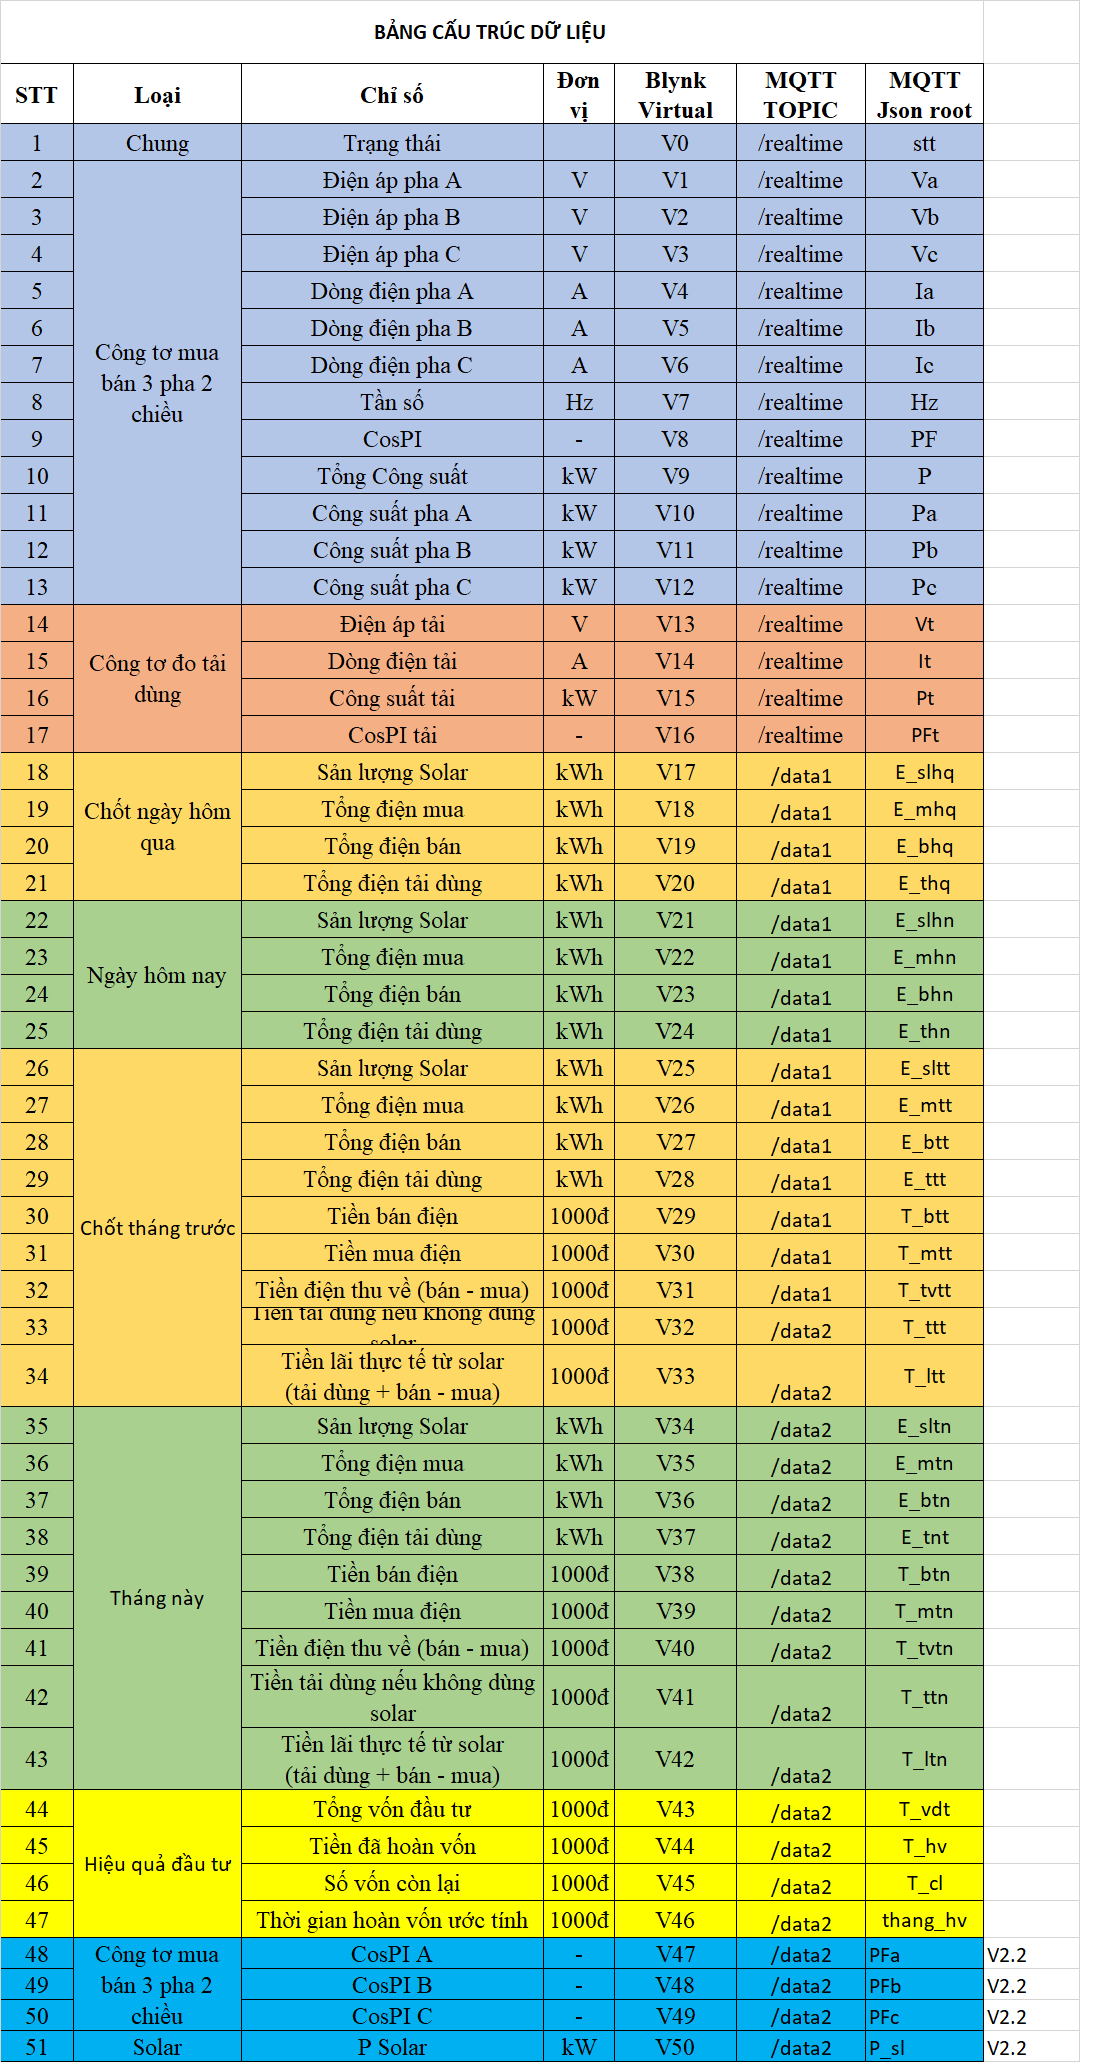 BẢNG CẤU TRÚC DỮ LIỆU
STT Loại Chỉ số Đơn vị Blynk Virtual MQTT TOPIC MQTT Json root
1 Chung Trạng thái V0 /realtime stt
Công tơ mua bán 3 pha 2 chiều
2 Điện áp pha A V V1 /realtime Va
3 Điện áp pha B V V2 /realtime Vb
4 Điện áp pha C V V3 /realtime Vc
5 Dòng điện pha A A V4 /realtime Ia
6 Dòng điện pha B A V5 /realtime Ib
7 Dòng điện pha C A V6 /realtime Ic
8 Tần số Hz V7 /realtime Hz
9 CosPI - V8 /realtime PF
10 Tổng Công suất kW V9 /realtime P
11 Công suất pha A kW V10 /realtime Pa
12 Công suất pha B kW V11 /realtime Pb
13 Công suất pha C kW V12 /realtime Pc
Công tơ đo tải dùng
14 Điện áp tải V V13 /realtime Vt
15 Dòng điện tải A V14 /realtime It
16 Công suất tải kW V15 /realtime Pt
17 CosPI tải - V16 /realtime PFt
Chốt ngày hôm qua
18 Sản lượng Solar kWh V17 /data1 E_slhq
19 Tổng điện mua kWh V18 /data1 E_mhq
20 Tổng điện bán kWh V19 /data1 E_bhq
21 Tổng điện tải dùng kWh V20 /data1 E_thq
Ngày hôm nay
22 Sản lượng Solar kWh V21 /data1 E_slhn
23 Tổng điện mua kWh V22 /data1 E_mhn
24 Tổng điện bán kWh V23 /data1 E_bhn
25 Tổng điện tải dùng kWh V24 /data1 E_thn
Chốt tháng trước
26 Sản lượng Solar kWh V25 /data1 E_sltt
27 Tổng điện mua kWh V26 /data1 E_mtt
28 Tổng điện bán kWh V27 /data1 E_btt
29 Tổng điện tải dùng kWh V28 /data1 E_ttt
30 Tiền bán điện 1000đ V29 /data1 T_btt
31 Tiền mua điện 1000đ V30 /data1 T_mtt
32 Tiền điện thu về (bán - mua) 1000đ V31 /data1 T_tvtt
33 Tiền tải dùng nếu không dùng solar 1000đ V32 /data2 T_ttt
34 Tiền lãi thực tế từ solar (tải dùng + bán - mua) 1000đ V33 /data2 T_ltt
Tháng này
35 Sản lượng Solar kWh V34 /data2 E_sltn
36 Tổng điện mua kWh V35 /data2 E_mtn
37 Tổng điện bán kWh V36 /data2 E_btn
38 Tổng điện tải dùng kWh V37 /data2 E_tnt
39 Tiền bán điện 1000đ V38 /data2 T_btn
40 Tiền mua điện 1000đ V39 /data2 T_mtn
41 Tiền điện thu về (bán - mua) 1000đ V40 /data2 T_tvtn
42 Tiền tải dùng nếu không dùng solar 1000đ V41 /data2 T_ttn
43 Tiền lãi thực tế từ solar (tải dùng + bán - mua) 1000đ V42 /data2 T_ltn
Hiệu quả đầu tư
44 Tổng vốn đầu tư 1000đ V43 /data2 T_vdt
45 Tiền đã hoàn vốn 1000đ V44 /data2 T_hv
46 Số vốn còn lại 1000đ V45 /data2 T_cl
47 Thời gian hoàn vốn ước tính 1000đ V46 /data2 thang_hv
Công tơ mua bán 3 pha 2 chiều
48 CosPI A - V47 /data2 PFa V2.2
49 CosPI B - V48 /data2 PFb V2.2
50 CosPI C - V49 /data2 PFc V2.2
51 Solar P Solar kW V50 /data2 P_sl V2.2